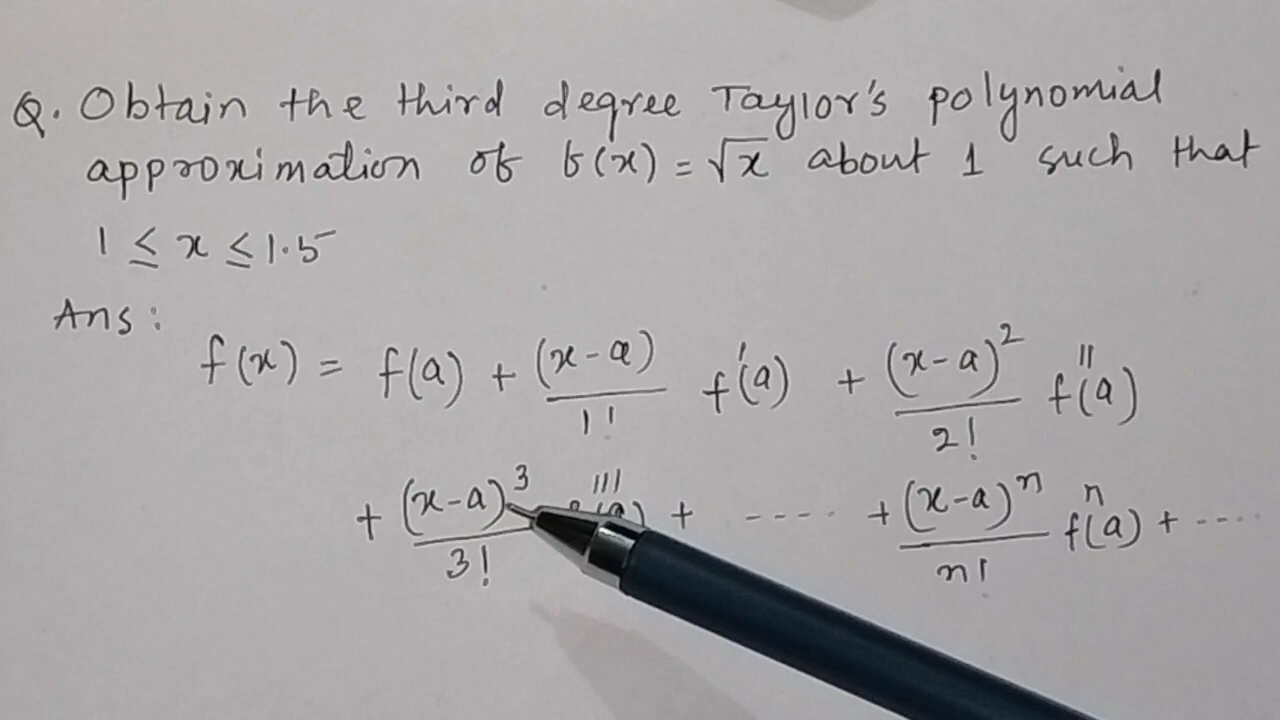 Q. Obtain the third degree Taylor's polynomial
approximation of f(x) = √x about 1 such that
1 ≤ x ≤ 1.5
Ans:
f(x) = f(a) + (x-a)/1! f'(a) + (x-a)²/2! f''(a)
+ (x-a)³/3! f'''(a) + ---- + (x-a)ⁿ/n! fⁿ(a) + ----